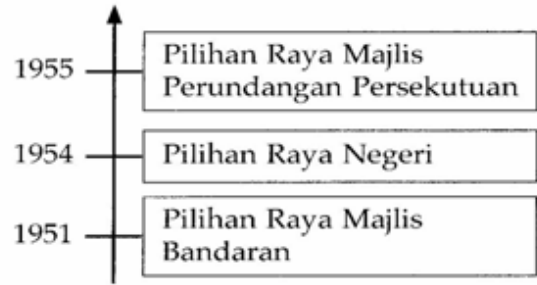 1955
Pilihan Raya Majlis
Perundangan Persekutuan
1954
Pilihan Raya Negeri
1951
Pilihan Raya Majlis
Bandaran